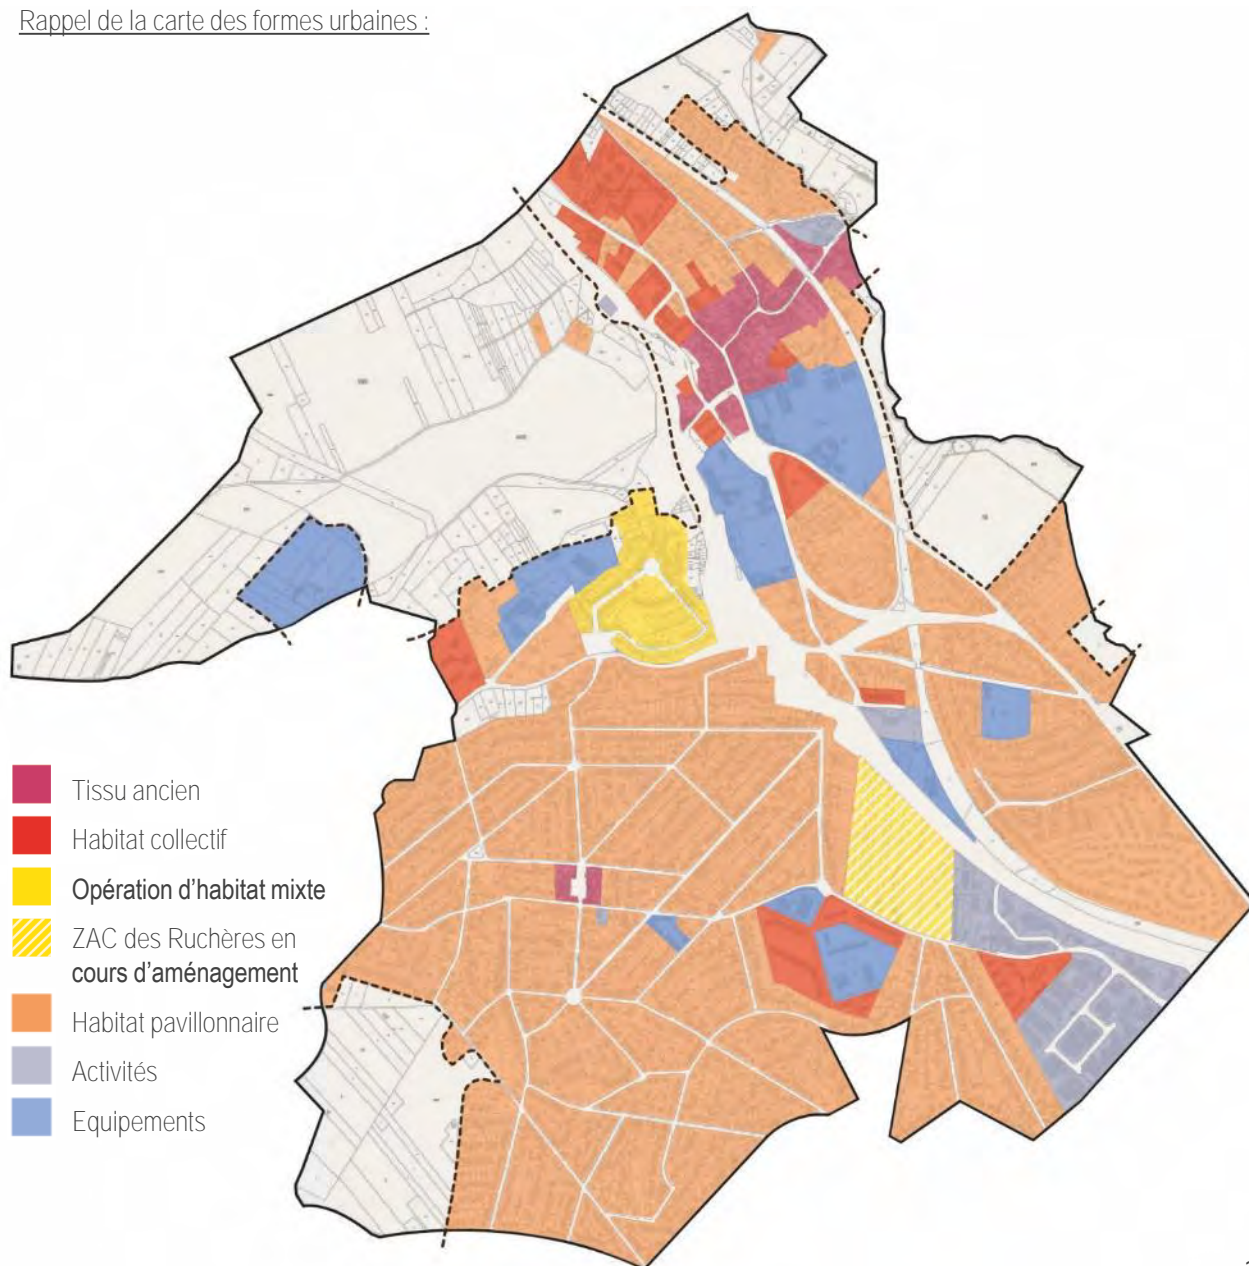 Rappel de la carte des formes urbaines :
Tissu ancien
Habitat collectif
Opération d'habitat mixte
ZAC des Ruchères en
cours d'aménagement
Habitat pavillonnaire
Activités
Equipements